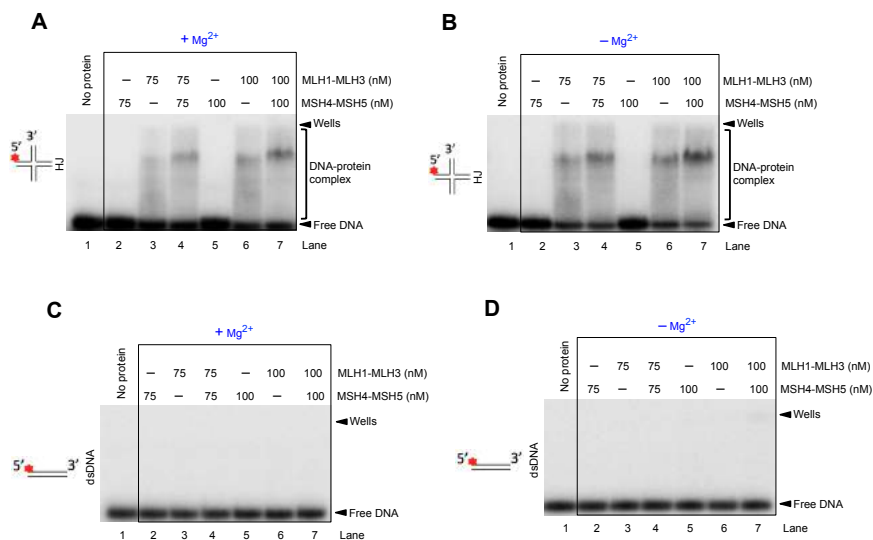 A
+ Mg2+
No protein
– 75 75 – 100 100 MLH1-MLH3 (nM)
75 – 75 100 – 100 MSH4-MSH5 (nM)
Wells
3′
5′
HJ
DNA-protein
complex
Free DNA
1 2 3 4 5 6 7 Lane
B
– Mg2+
No protein
– 75 75 – 100 100 MLH1-MLH3 (nM)
75 – 75 100 – 100 MSH4-MSH5 (nM)
Wells
3′
5′
HJ
DNA-protein
complex
Free DNA
1 2 3 4 5 6 7 Lane
C
+ Mg2+
No protein
– 75 75 – 100 100 MLH1-MLH3 (nM)
75 – 75 100 – 100 MSH4-MSH5 (nM)
Wells
5′ 3′
dsDNA
Free DNA
1 2 3 4 5 6 7 Lane
D
– Mg2+
No protein
– 75 75 – 100 100 MLH1-MLH3 (nM)
75 – 75 100 – 100 MSH4-MSH5 (nM)
Wells
5′ 3′
dsDNA
Free DNA
1 2 3 4 5 6 7 Lane